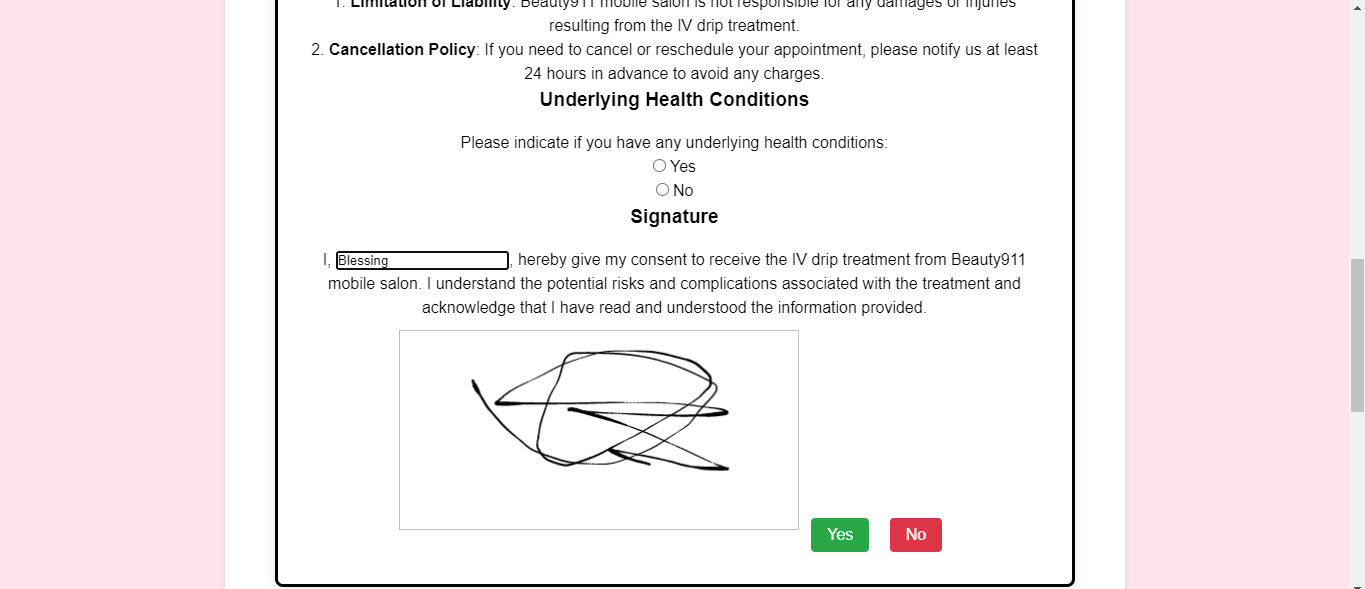 1. Limitation of Liability: Beauty911 mobile salon is not responsible for any damages or injuries
resulting from the IV drip treatment.
2. Cancellation Policy: If you need to cancel or reschedule your appointment, please notify us at least
24 hours in advance to avoid any charges.
Underlying Health Conditions
Please indicate if you have any underlying health conditions:
Yes
No
Signature
I, Blessing, hereby give my consent to receive the IV drip treatment from Beauty911
mobile salon. I understand the potential risks and complications associated with the treatment and
acknowledge that I have read and understood the information provided.
Yes No